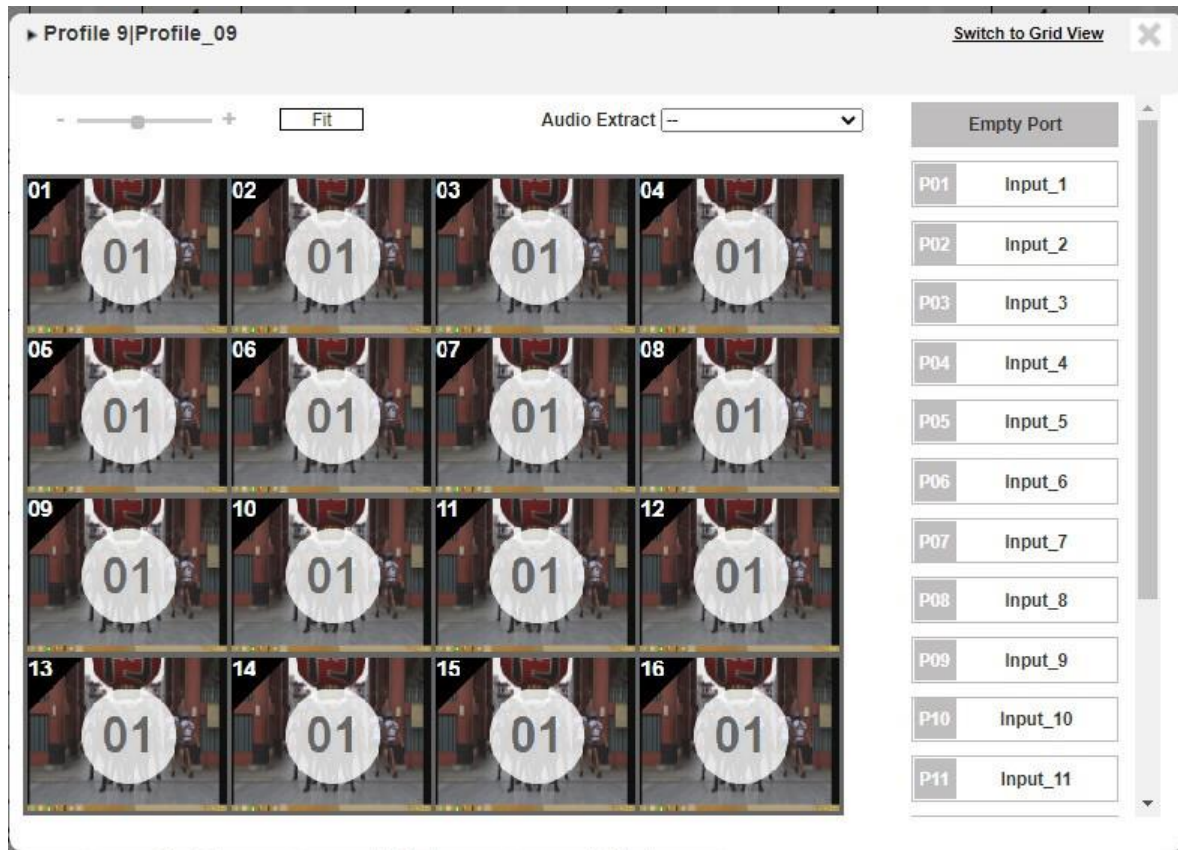 ▸ Profile 9|Profile_09
Switch to Grid View
- +
Fit
Audio Extract --
Empty Port
01 02 03 04
01 01 01 01
05 06 07 08
01 01 01 01
09 10 11 12
01 01 01 01
13 14 15 16
01 01 01 01
P01 Input_1
P02 Input_2
P03 Input_3
P04 Input_4
P05 Input_5
P06 Input_6
P07 Input_7
P08 Input_8
P09 Input_9
P10 Input_10
P11 Input_11